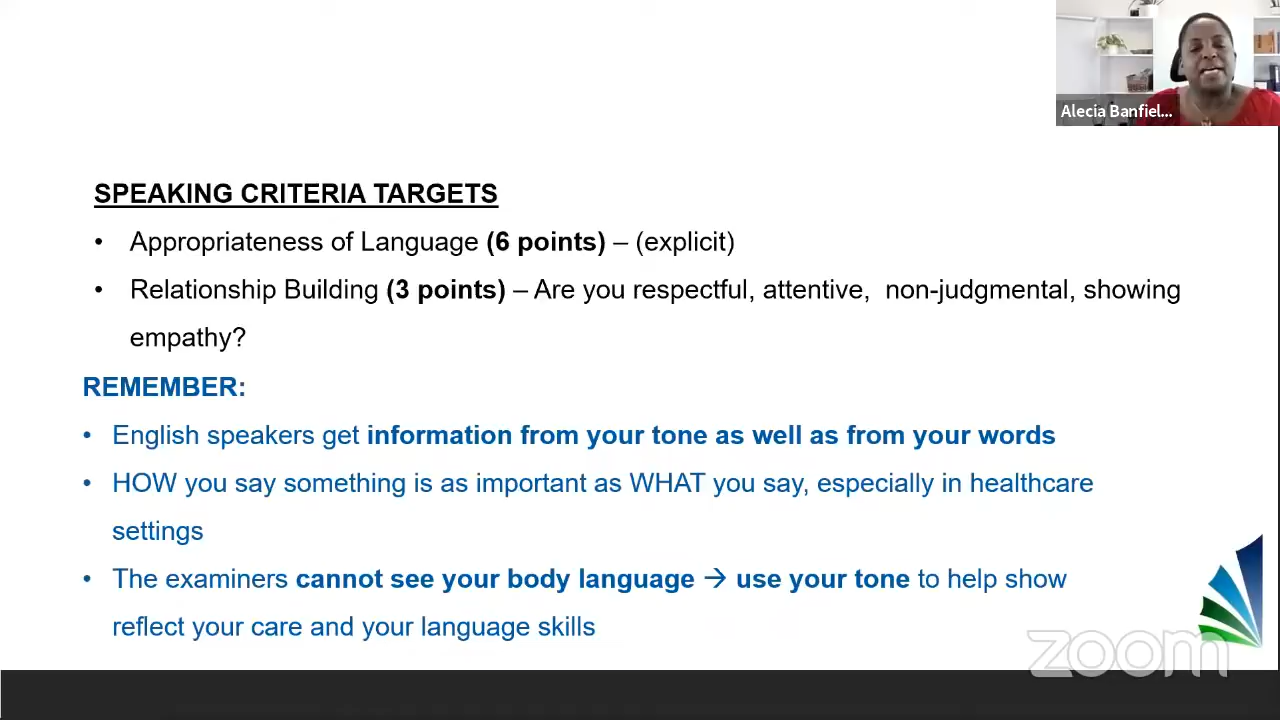 Alecia Banfiel...
SPEAKING CRITERIA TARGETS
• Appropriateness of Language (6 points) – (explicit)
• Relationship Building (3 points) – Are you respectful, attentive,  non-judgmental, showing
empathy?
REMEMBER:
• English speakers get information from your tone as well as from your words
• HOW you say something is as important as WHAT you say, especially in healthcare
settings
• The examiners cannot see your body language → use your tone to help show
reflect your care and your language skills
zoom